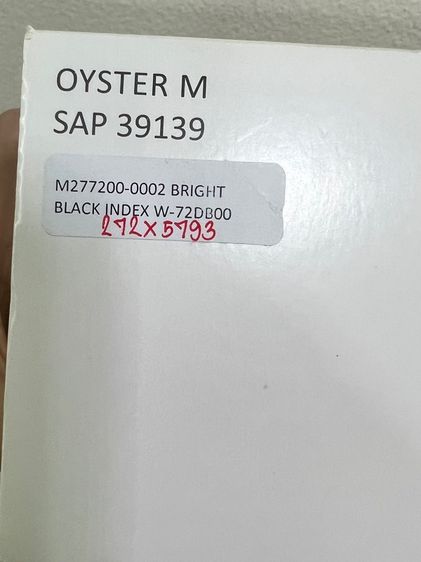 OYSTER M
SAP 39139
M277200-0002 BRIGHT
BLACK INDEX W-72DB00
272X5793